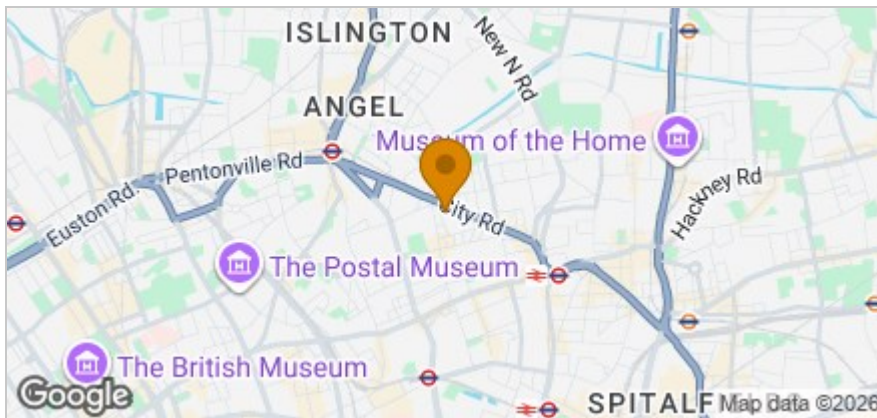 ISLINGTON
New N Rd
ANGEL
Museum of the Home
Pentonville Rd
Hackney Rd
City Rd
Euston Rd
The Postal Museum
The British Museum
Google
SPITALF
Map data ©2026